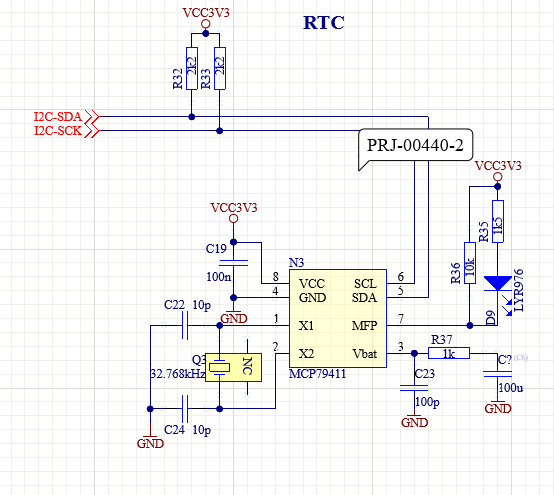 VCC3V3
RTC
R32
2k2
R33
2k2
I2C-SDA
I2C-SCK
PRJ-00440-2
VCC3V3
VCC3V3
R35
1k5
R36
10k
LYR976
D9
C19
100n
GND
N3
8 VCC SCL 6
4 GND SDA 5
1 X1 MFP 7
2 X2 Vbat 3
MCP79411
C22 10p
Q3
32.768kHz
NC
C24 10p
GND
R37
1k
C23
100p
GND
C? (C6)
100u
GND